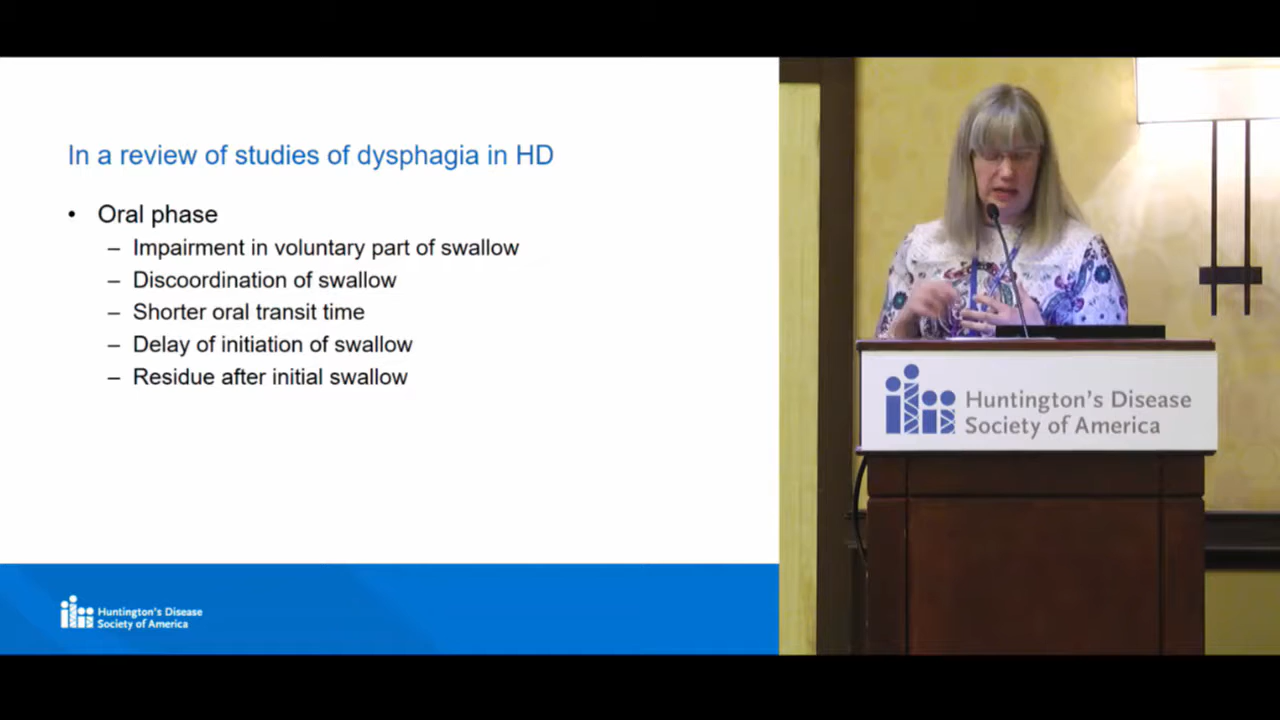 In a review of studies of dysphagia in HD
• Oral phase
– Impairment in voluntary part of swallow
– Discoordination of swallow
– Shorter oral transit time
– Delay of initiation of swallow
– Residue after initial swallow
Huntington's Disease
Society of America
Huntington's Disease
Society of America